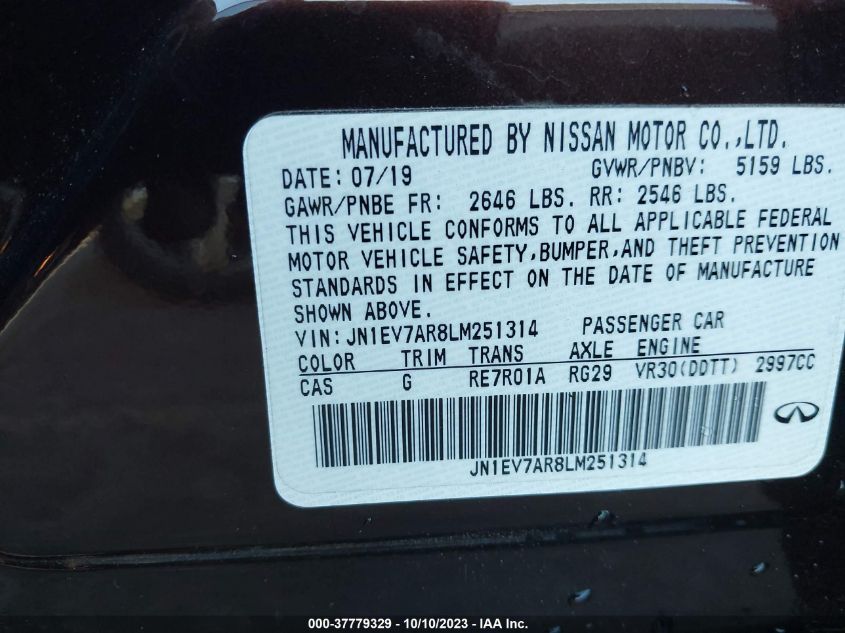 MANUFACTURED BY NISSAN MOTOR CO.,LTD.
DATE: 07/19 GVWR/PNBV: 5159 LBS.
GAWR/PNBE FR: 2646 LBS. RR: 2546 LBS.
THIS VEHICLE CONFORMS TO ALL APPLICABLE FEDERAL
MOTOR VEHICLE SAFETY,BUMPER,AND THEFT PREVENTION
STANDARDS IN EFFECT ON THE DATE OF MANUFACTURE
SHOWN ABOVE.
VIN:JN1EV7AR8LM251314 PASSENGER CAR
COLOR TRIM TRANS AXLE ENGINE
CAS G RE7R01A RG29 VR30(DDTT) 2997CC
JN1EV7AR8LM251314
000-37779329 - 10/10/2023 - IAA Inc.